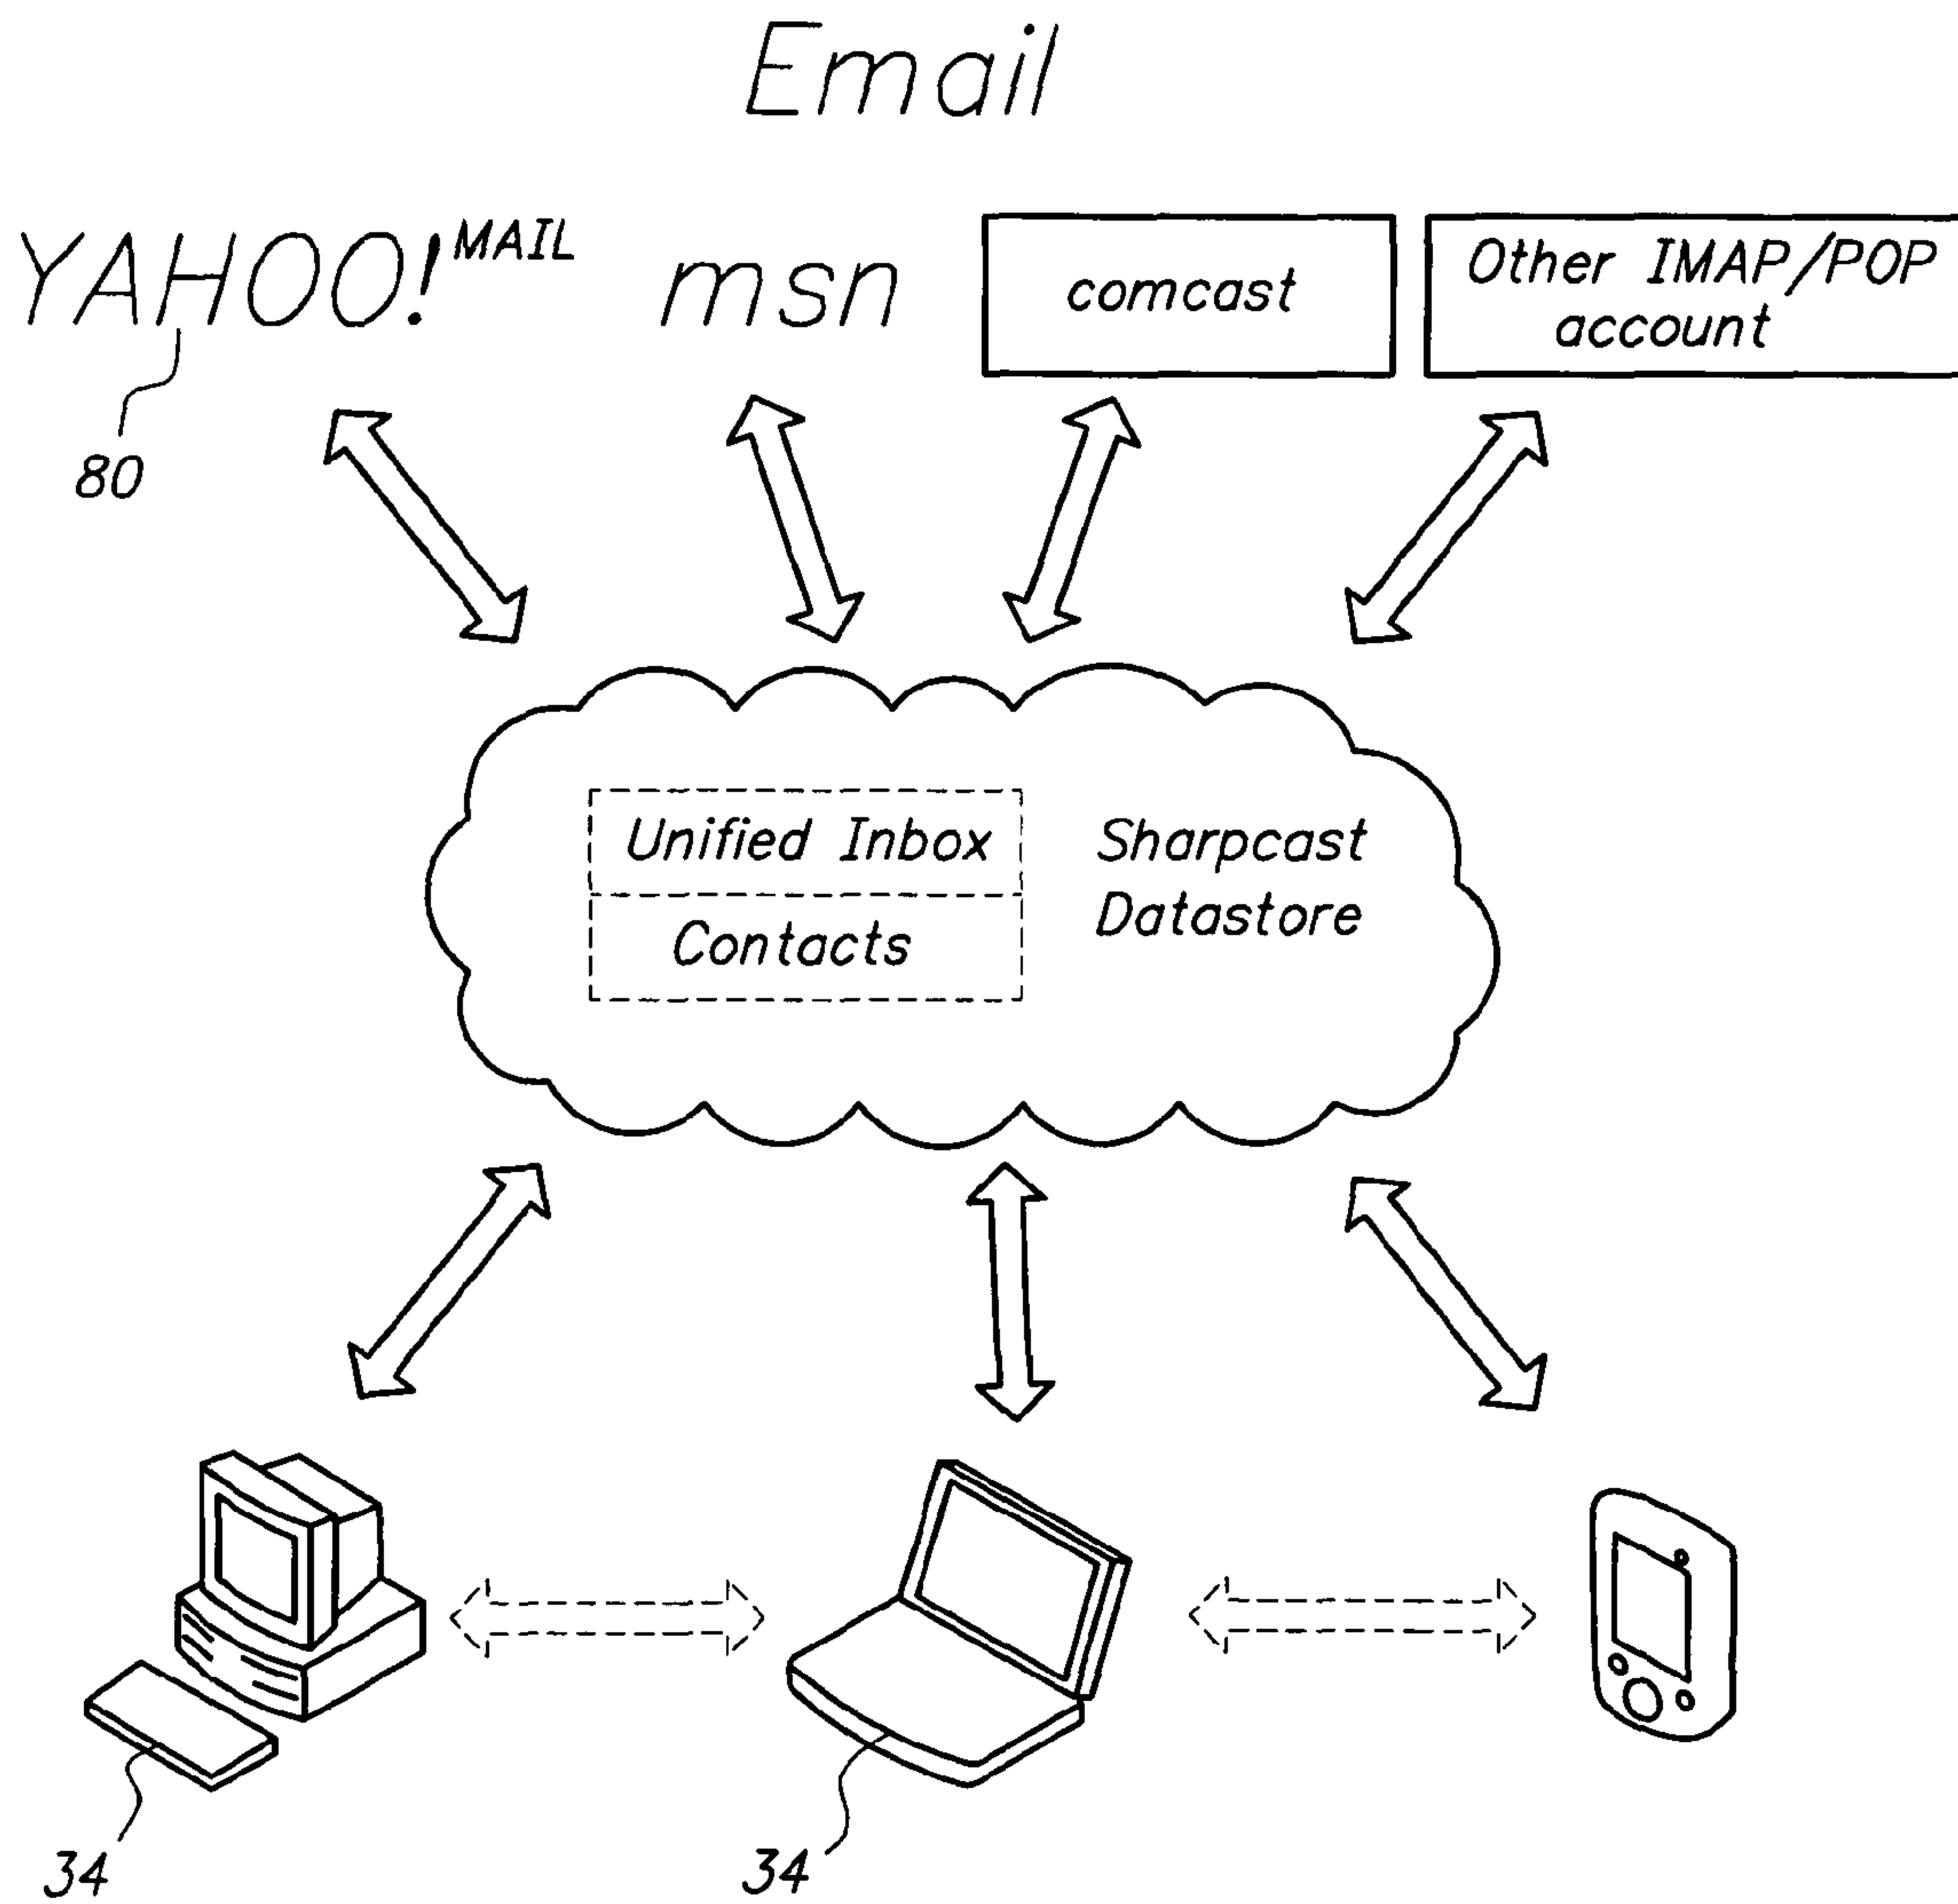 Email
YAHOO! MAIL
msn
comcast
Other IMAP/POP
account
80
Unified Inbox
Contacts
Sharpcast
Datastore
34
34